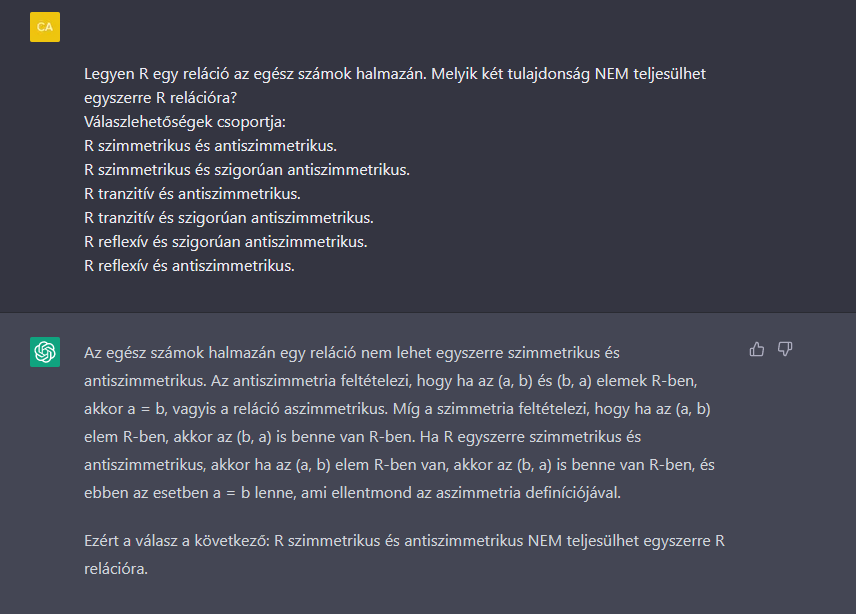 CA
Legyen R egy reláció az egész számok halmazán. Melyik két tulajdonság NEM teljesülhet
egyszerre R relációra?
Válaszlehetőségek csoportja:
R szimmetrikus és antiszimmetrikus.
R szimmetrikus és szigorúan antiszimmetrikus.
R tranzitív és antiszimmetrikus.
R tranzitív és szigorúan antiszimmetrikus.
R reflexív és szigorúan antiszimmetrikus.
R reflexív és antiszimmetrikus.
Az egész számok halmazán egy reláció nem lehet egyszerre szimmetrikus és
antiszimmetrikus. Az antiszimmetria feltételezi, hogy ha az (a, b) és (b, a) elemek R-ben,
akkor a = b, vagyis a reláció aszimmetrikus. Míg a szimmetria feltételezi, hogy ha az (a, b)
elem R-ben, akkor az (b, a) is benne van R-ben. Ha R egyszerre szimmetrikus és
antiszimmetrikus, akkor ha az (a, b) elem R-ben van, akkor az (b, a) is benne van R-ben, és
ebben az esetben a = b lenne, ami ellentmond az aszimmetria definíciójával.
Ezért a válasz a következő: R szimmetrikus és antiszimmetrikus NEM teljesülhet egyszerre R
relációra.